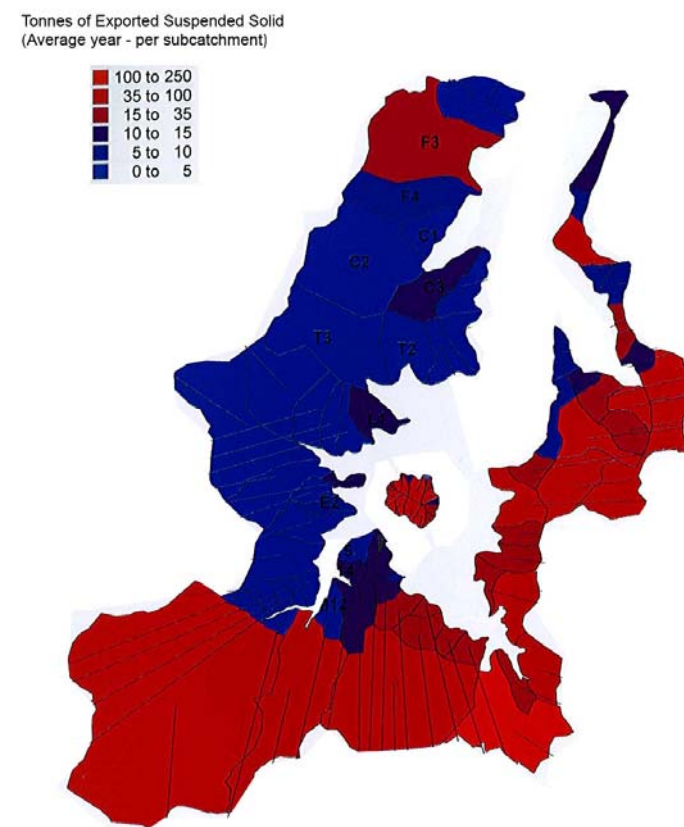 Tonnes of Exported Suspended Solid
(Average year - per subcatchment)
100 to 250
35 to 100
15 to 35
10 to 15
5 to 10
0 to 5
F3
F4
C1
C2
C3
T3
T2
E2